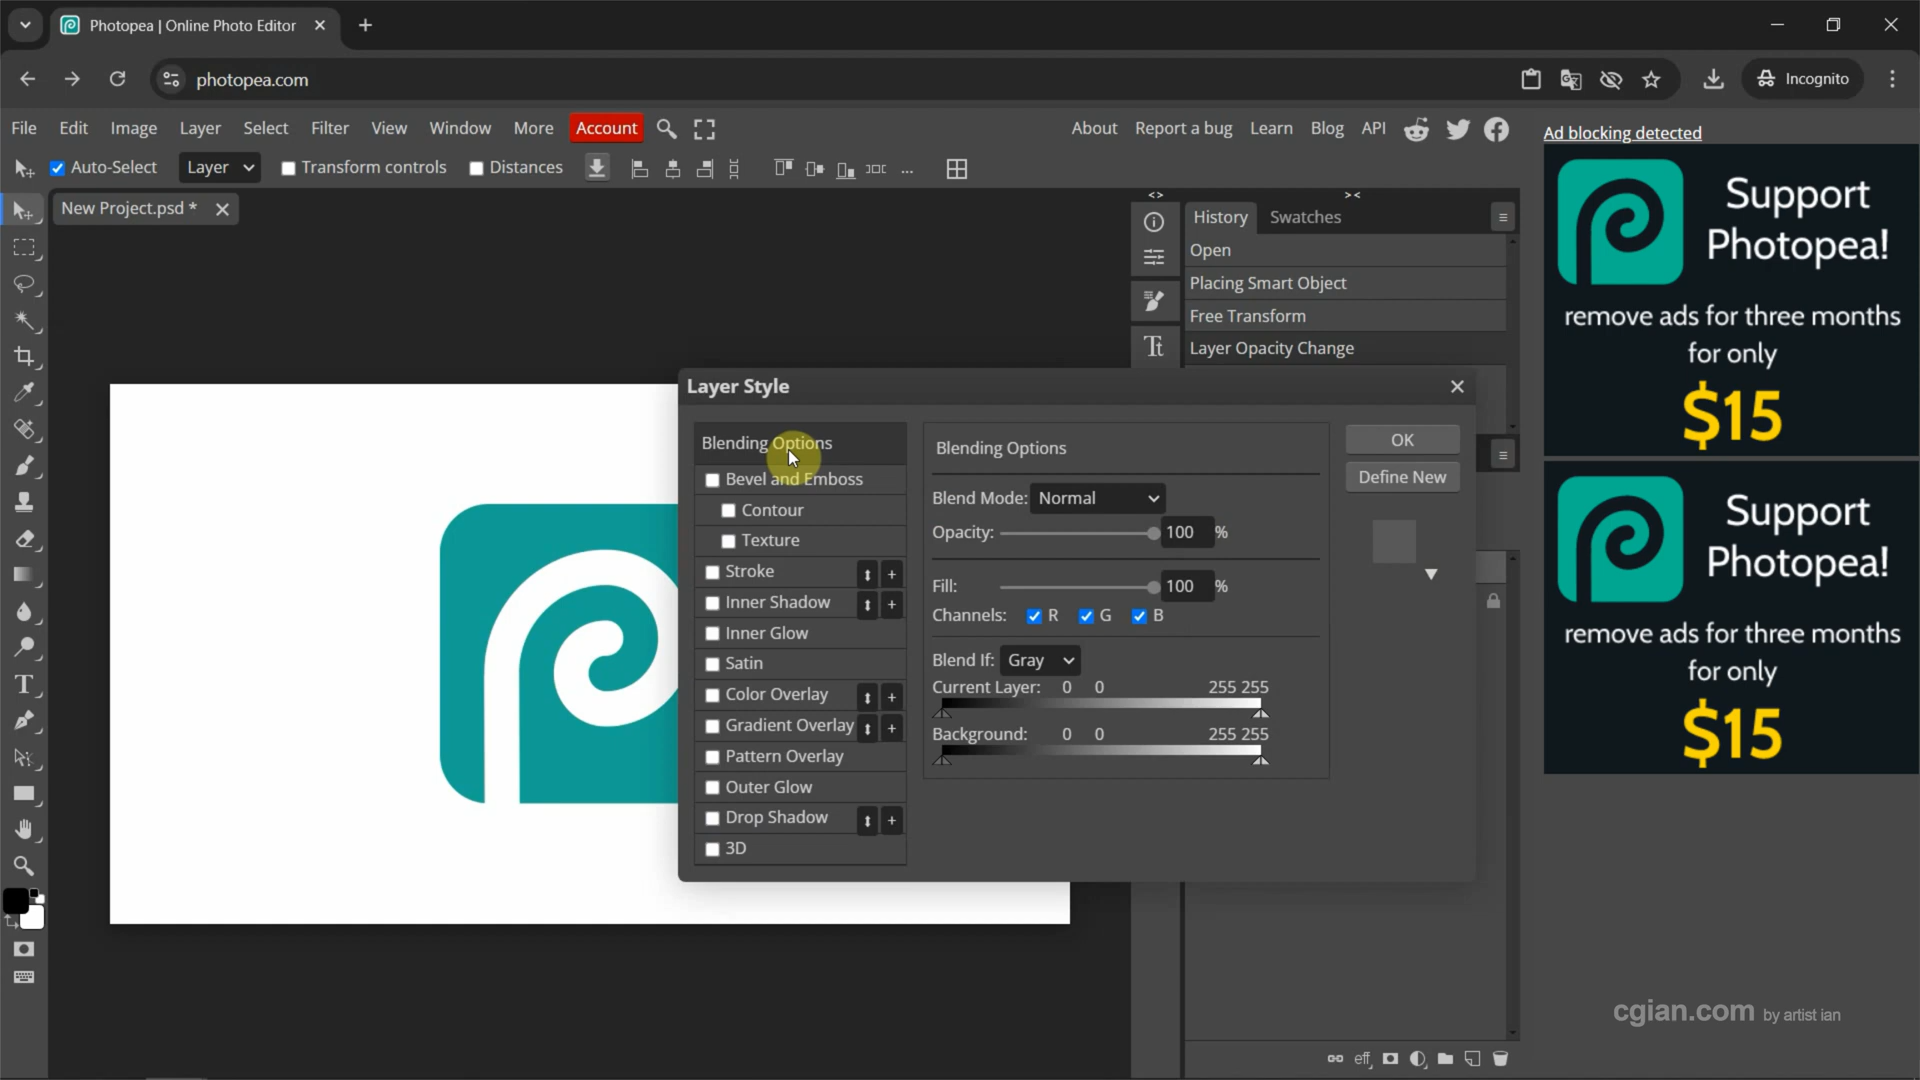 Photopea | Online Photo Editor
photopea.com
Incognito
File Edit Image Layer Select Filter View Window More Account
About Report a bug Learn Blog API
Auto-Select Layer Transform controls Distances ...
New Project.psd *
<> ><
History Swatches
Open
Placing Smart Object
Free Transform
Layer Opacity Change
Tt
Layer Style
Blending Options
Bevel and Emboss
Contour
Texture
Stroke
Inner Shadow
Inner Glow
Satin
Color Overlay
Gradient Overlay
Pattern Overlay
Outer Glow
Drop Shadow
3D
Blending Options
Blend Mode: Normal
Opacity: 100 %
Fill: 100 %
Channels: R G B
Blend If: Gray
Current Layer: 0 0 255 255
Background: 0 0 255 255
OK
Define New
eff
Ad blocking detected
Support
Photopea!
remove ads for three months
for only
$15
Support
Photopea!
remove ads for three months
for only
$15
cgian.com by artist ian